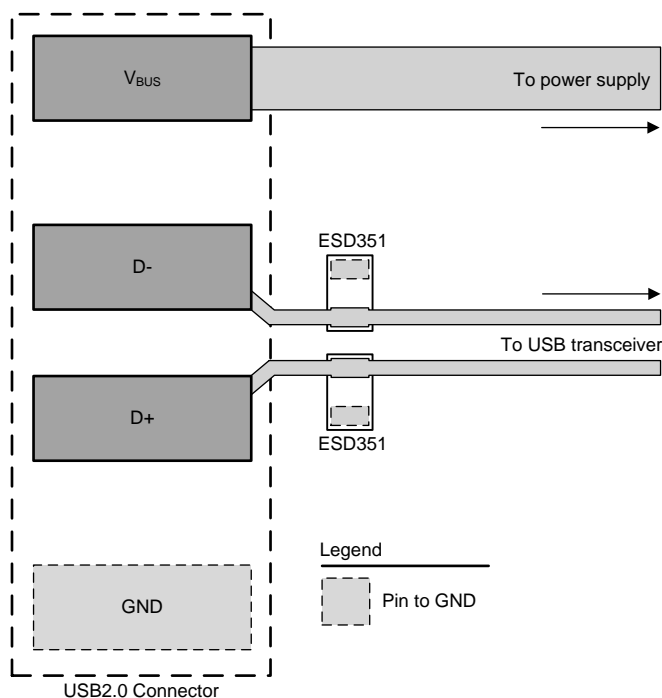 VBUS
To power supply
ESD351
D-
To USB transceiver
D+
ESD351
Legend
GND
Pin to GND
USB2.0 Connector